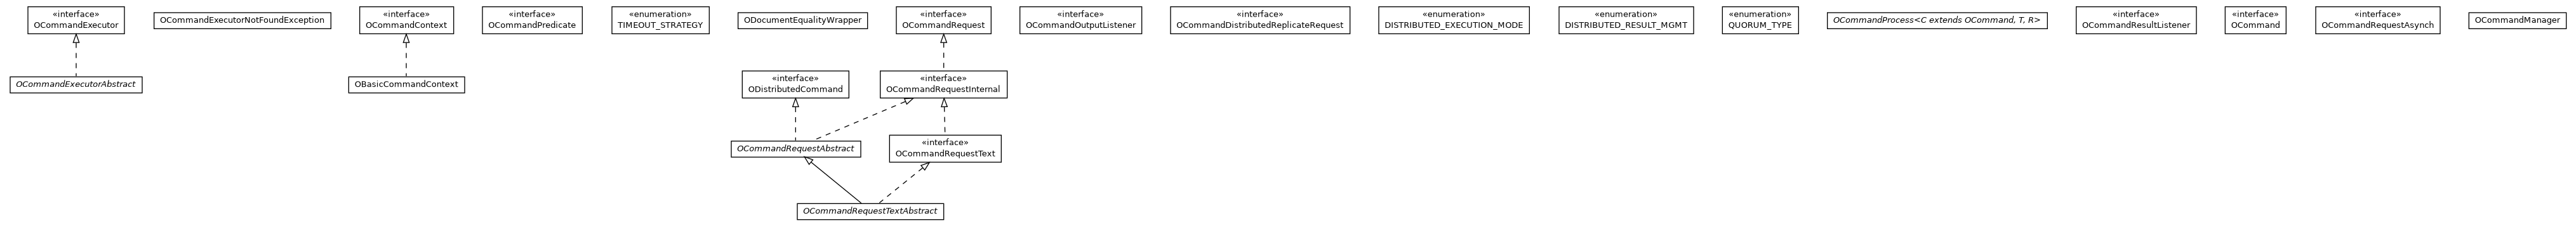 «interface»
OCommandExecutor
OCommandExecutorNotFoundException
«interface»
OCommandContext
«interface»
OCommandPredicate
«enumeration»
TIMEOUT_STRATEGY
ODocumentEqualityWrapper
«interface»
OCommandRequest
«interface»
OCommandOutputListener
«interface»
OCommandDistributedReplicateRequest
«enumeration»
DISTRIBUTED_EXECUTION_MODE
«enumeration»
DISTRIBUTED_RESULT_MGMT
«enumeration»
QUORUM_TYPE
OCommandProcess<C extends OCommand, T, R>
«interface»
OCommandResultListener
«interface»
OCommand
«interface»
OCommandRequestAsynch
OCommandManager
OCommandExecutorAbstract
OBasicCommandContext
«interface»
ODistributedCommand
«interface»
OCommandRequestInternal
OCommandRequestAbstract
«interface»
OCommandRequestText
OCommandRequestTextAbstract